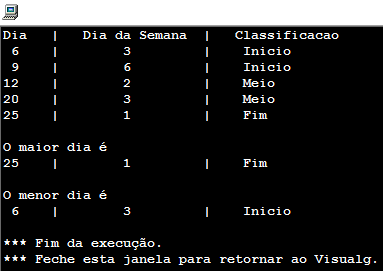 Dia | Dia da Semana | Classificacao
6 | 3 | Inicio
9 | 6 | Inicio
12 | 2 | Meio
20 | 3 | Meio
25 | 1 | Fim
O maior dia é
25 | 1 | Fim
O menor dia é
6 | 3 | Inicio
*** Fim da execução.
*** Feche esta janela para retornar ao Visualg.